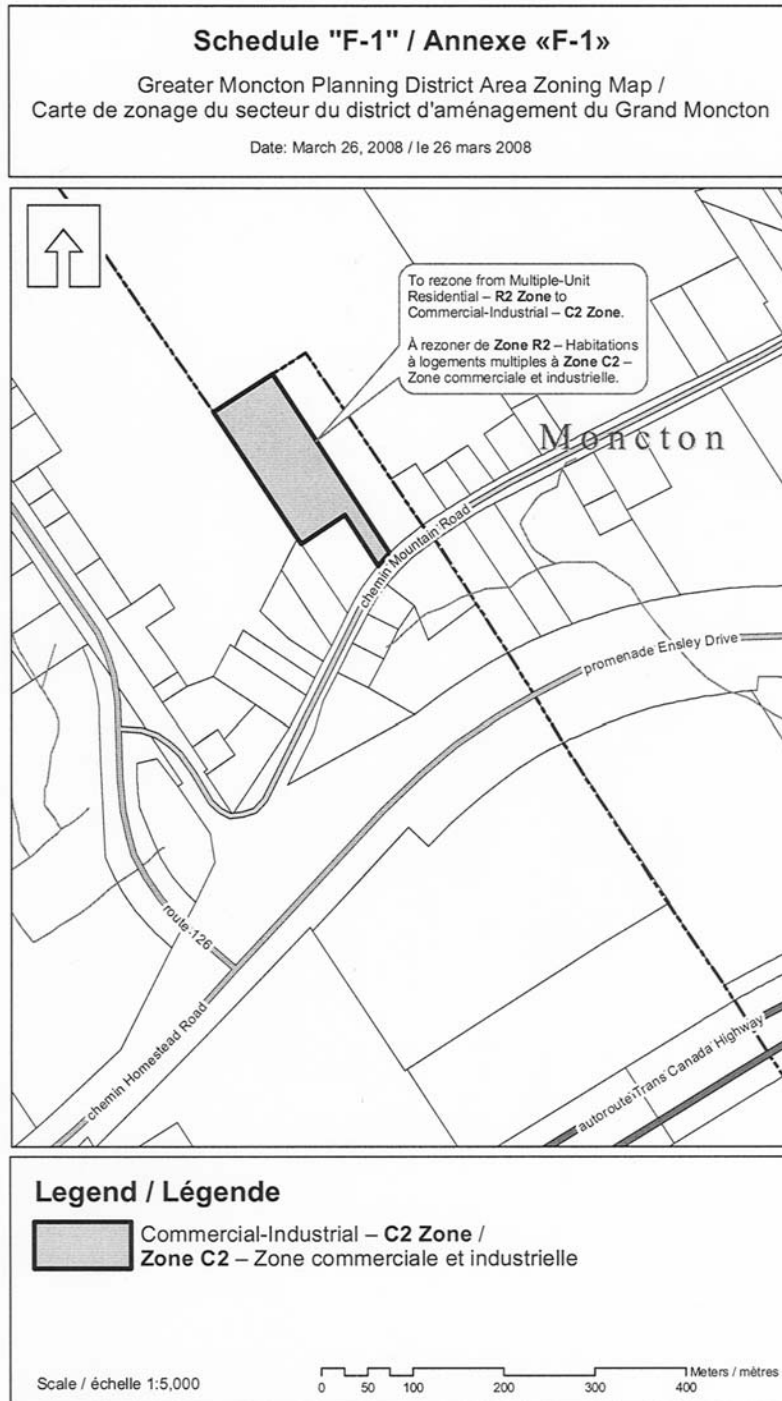 Schedule "F-1" / Annexe «F-1»
Greater Moncton Planning District Area Zoning Map /
Carte de zonage du secteur du district d'aménagement du Grand Moncton
Date: March 26, 2008 / le 26 mars 2008
To rezone from Multiple-Unit
Residential – R2 Zone to
Commercial-Industrial – C2 Zone.
À rezoner de Zone R2 – Habitations
à logements multiples à Zone C2 –
Zone commerciale et industrielle.
Moncton
chemin Mountain Road
promenade Ensley Drive
route 126
chemin Homestead Road
autoroute Trans Canada Highway
Legend / Légende
Commercial-Industrial – C2 Zone /
Zone C2 – Zone commerciale et industrielle
Scale / échelle 1:5,000
Meters / mètres
0 50 100 200 300 400